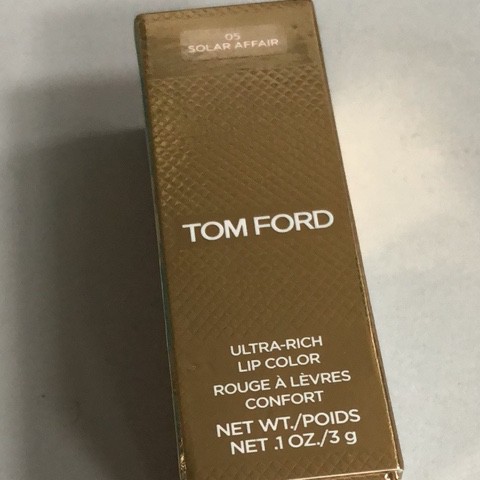 05
SOLAR AFFAIR
TOM FORD
ULTRA-RICH
LIP COLOR
ROUGE À LÈVRES
CONFORT
NET WT./POIDS
NET .1 OZ./3 g